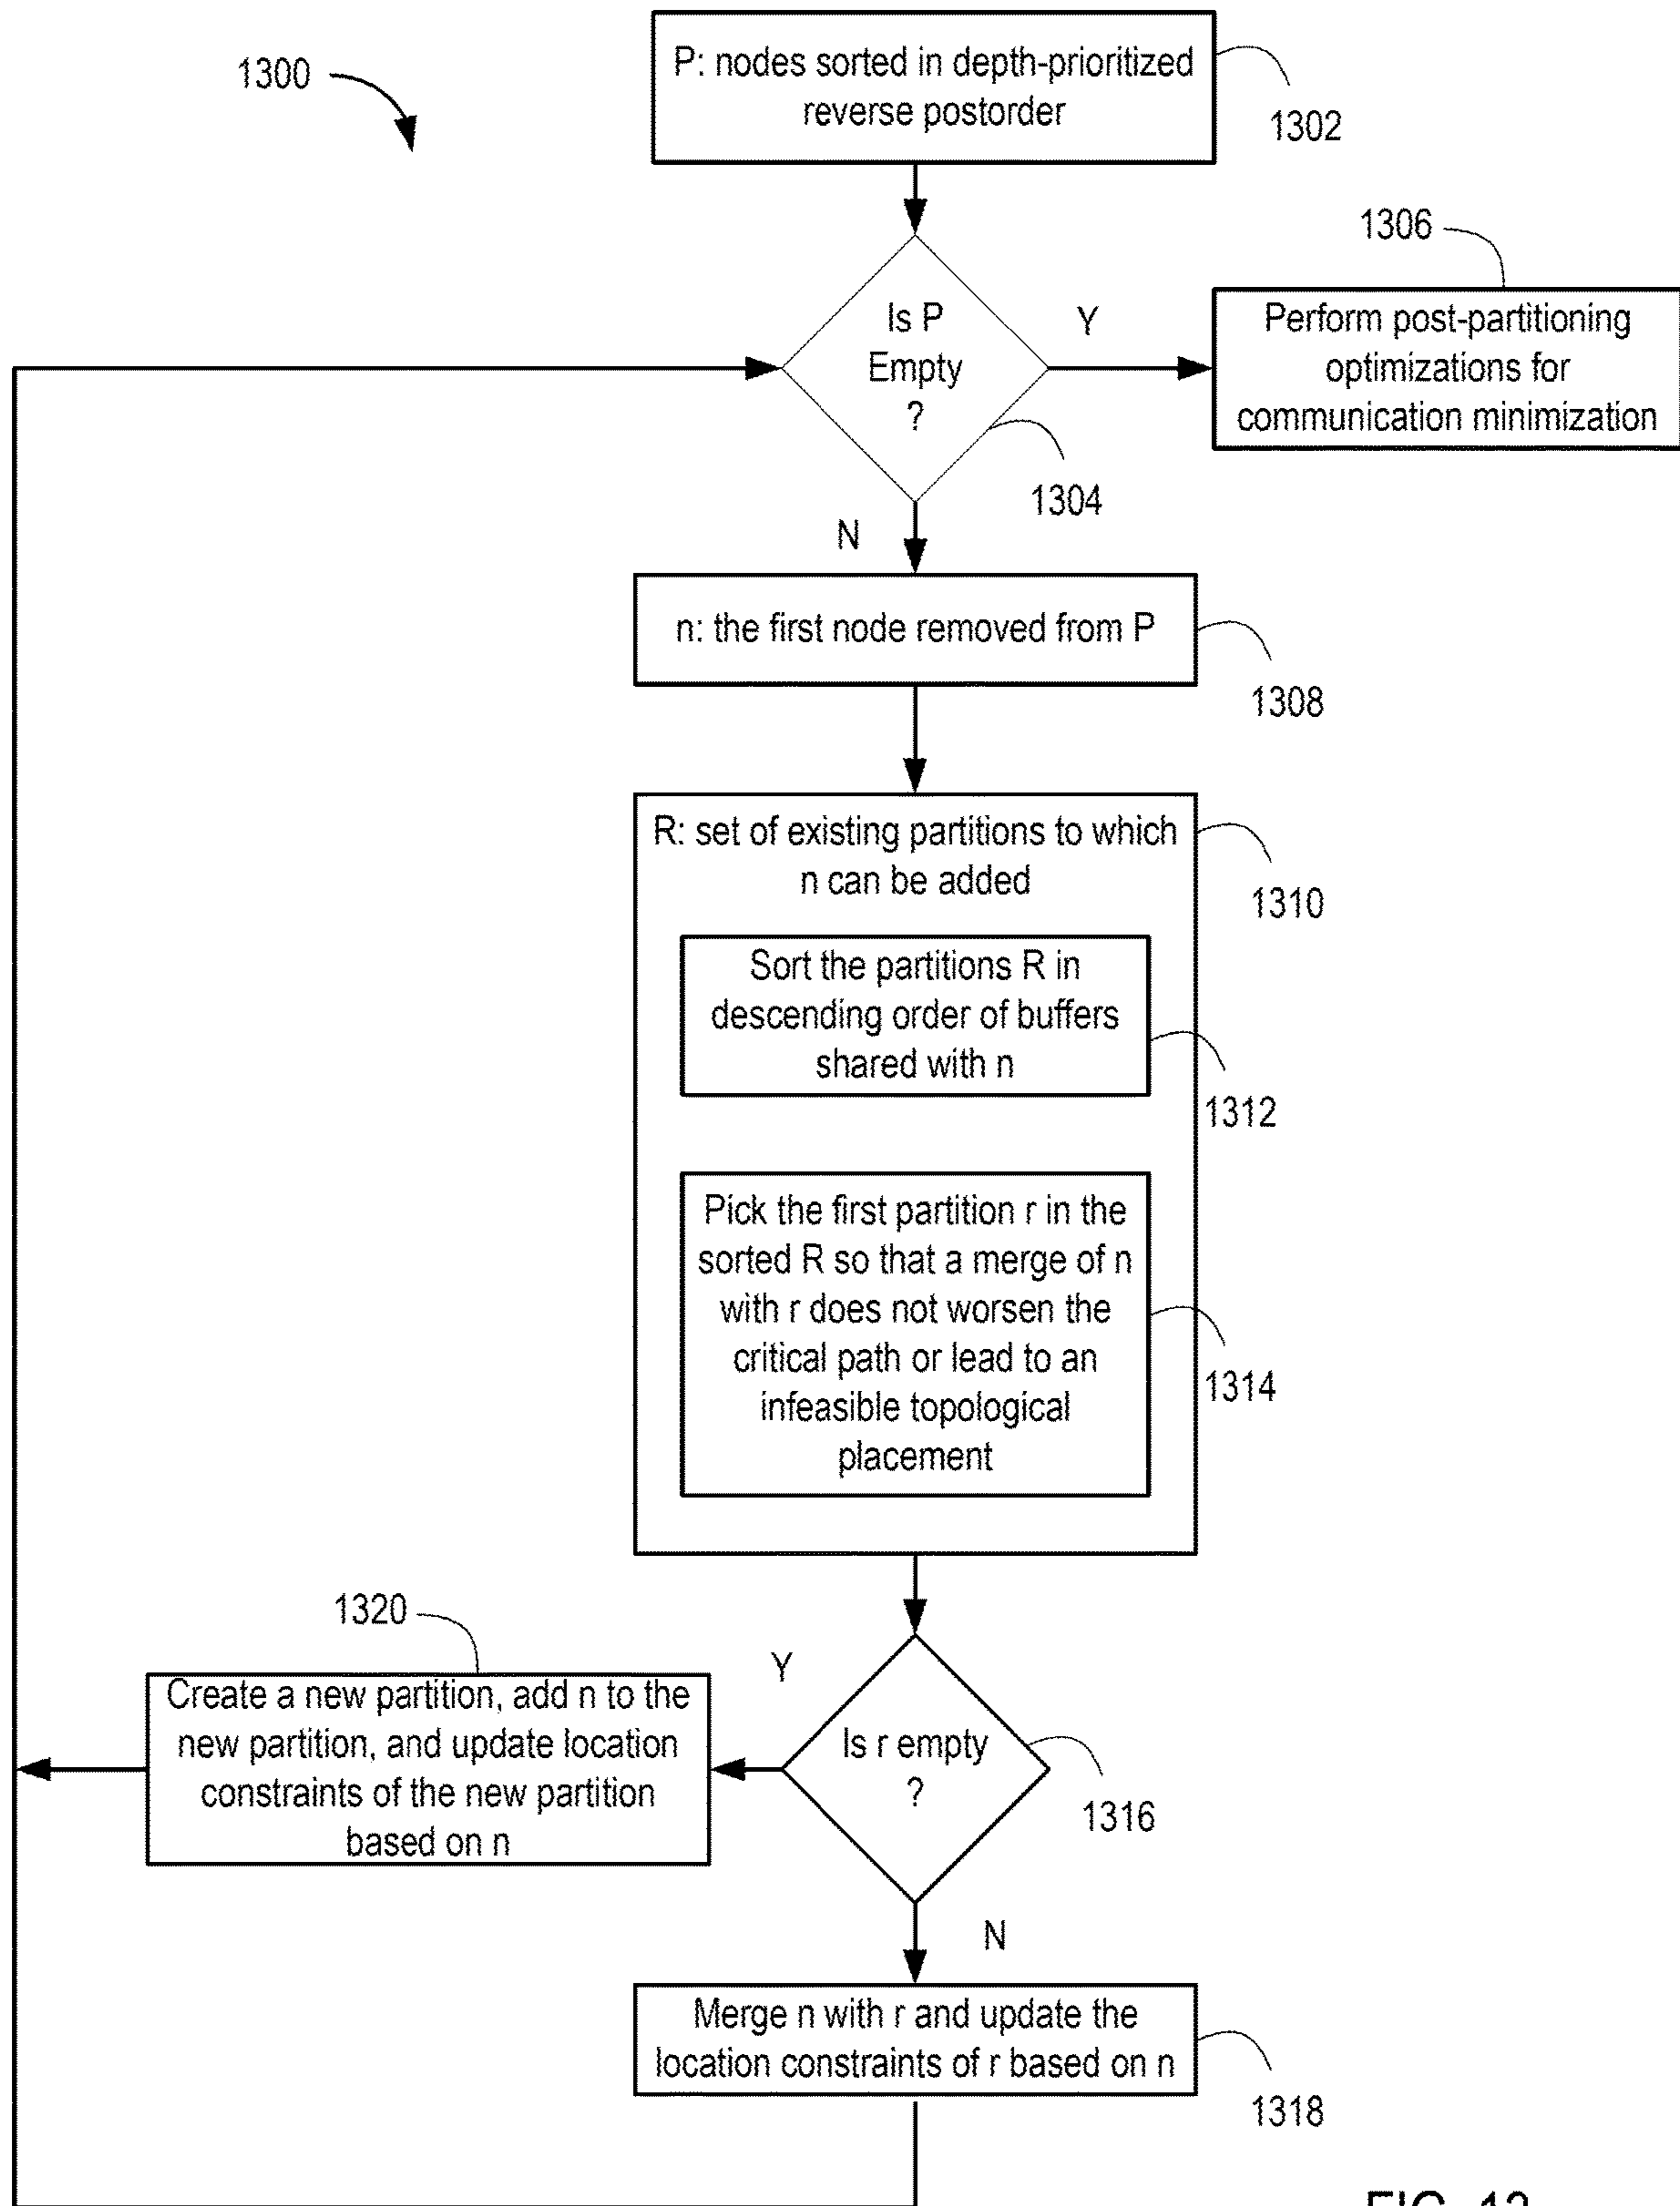 1300
P: nodes sorted in depth-prioritized
reverse postorder
1302
1306
Is P
Empty
?
Y
Perform post-partitioning
optimizations for
communication minimization
1304
N
n: the first node removed from P
1308
R: set of existing partitions to which
n can be added
1310
Sort the partitions R in
descending order of buffers
shared with n
1312
Pick the first partition r in the
sorted R so that a merge of n
with r does not worsen the
critical path or lead to an
infeasible topological
placement
1314
1320
Y
Create a new partition, add n to the
new partition, and update location
constraints of the new partition
based on n
Is r empty
?
1316
N
Merge n with r and update the
location constraints of r based on n
1318
FIG. 13